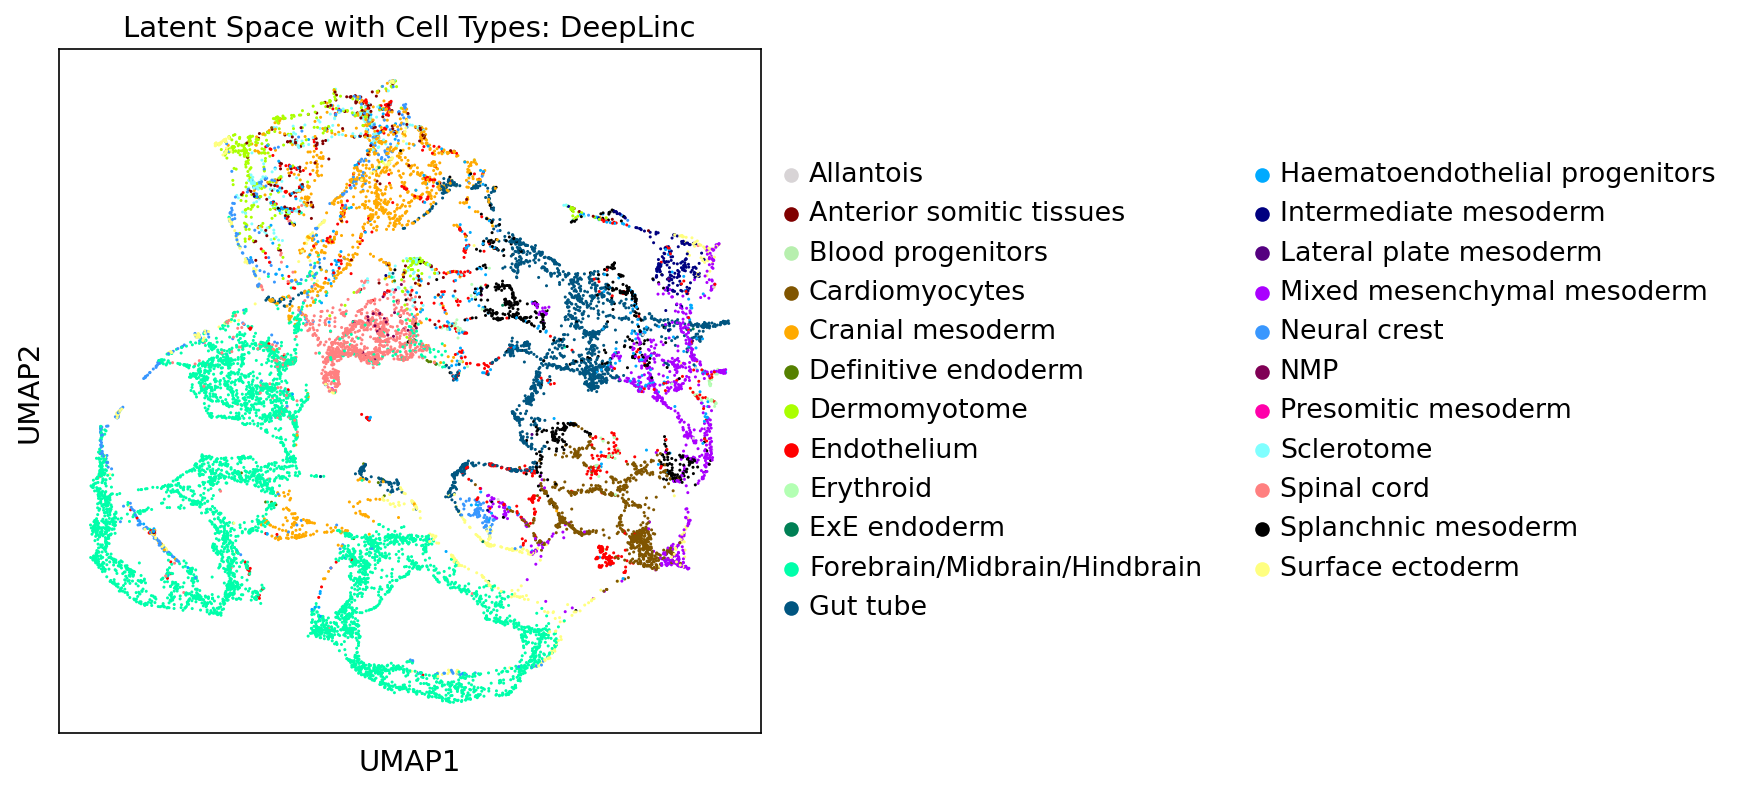 Latent Space with Cell Types: DeepLinc
UMAP2
UMAP1
Allantois
Anterior somitic tissues
Blood progenitors
Cardiomyocytes
Cranial mesoderm
Definitive endoderm
Dermomyotome
Endothelium
Erythroid
ExE endoderm
Forebrain/Midbrain/Hindbrain
Gut tube
Haematoendothelial progenitors
Intermediate mesoderm
Lateral plate mesoderm
Mixed mesenchymal mesoderm
Neural crest
NMP
Presomitic mesoderm
Sclerotome
Spinal cord
Splanchnic mesoderm
Surface ectoderm